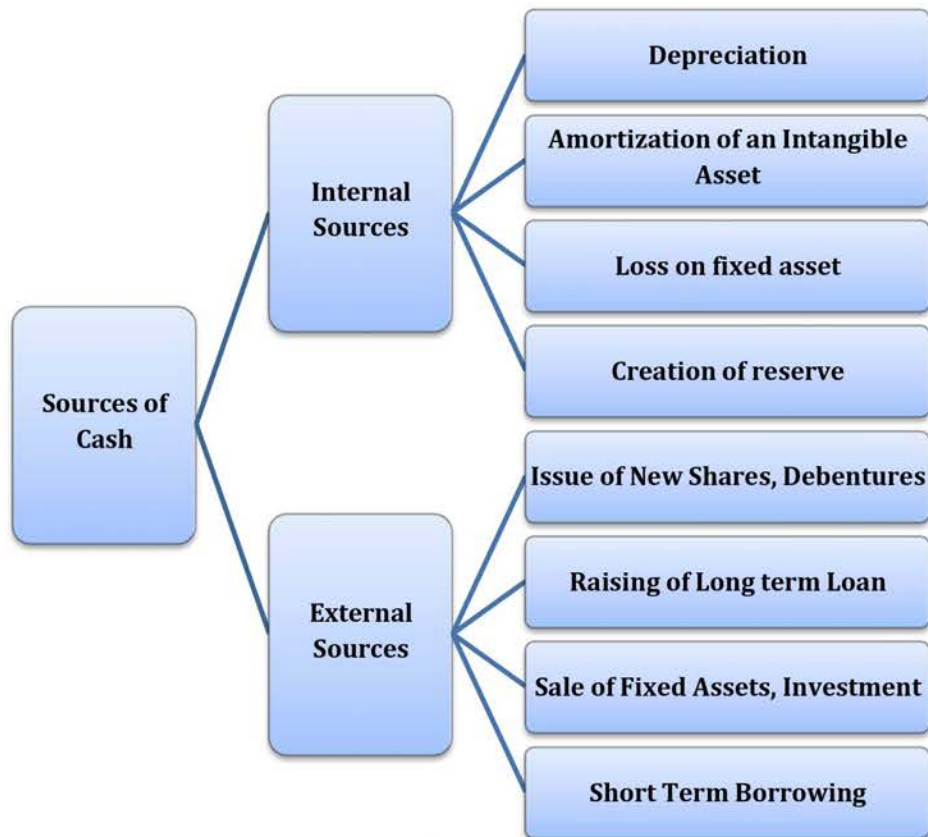 Sources of
Cash
Internal
Sources
Depreciation
Amortization of an Intangible
Asset
Loss on fixed asset
Creation of reserve
External
Sources
Issue of New Shares, Debentures
Raising of Long term Loan
Sale of Fixed Assets, Investment
Short Term Borrowing